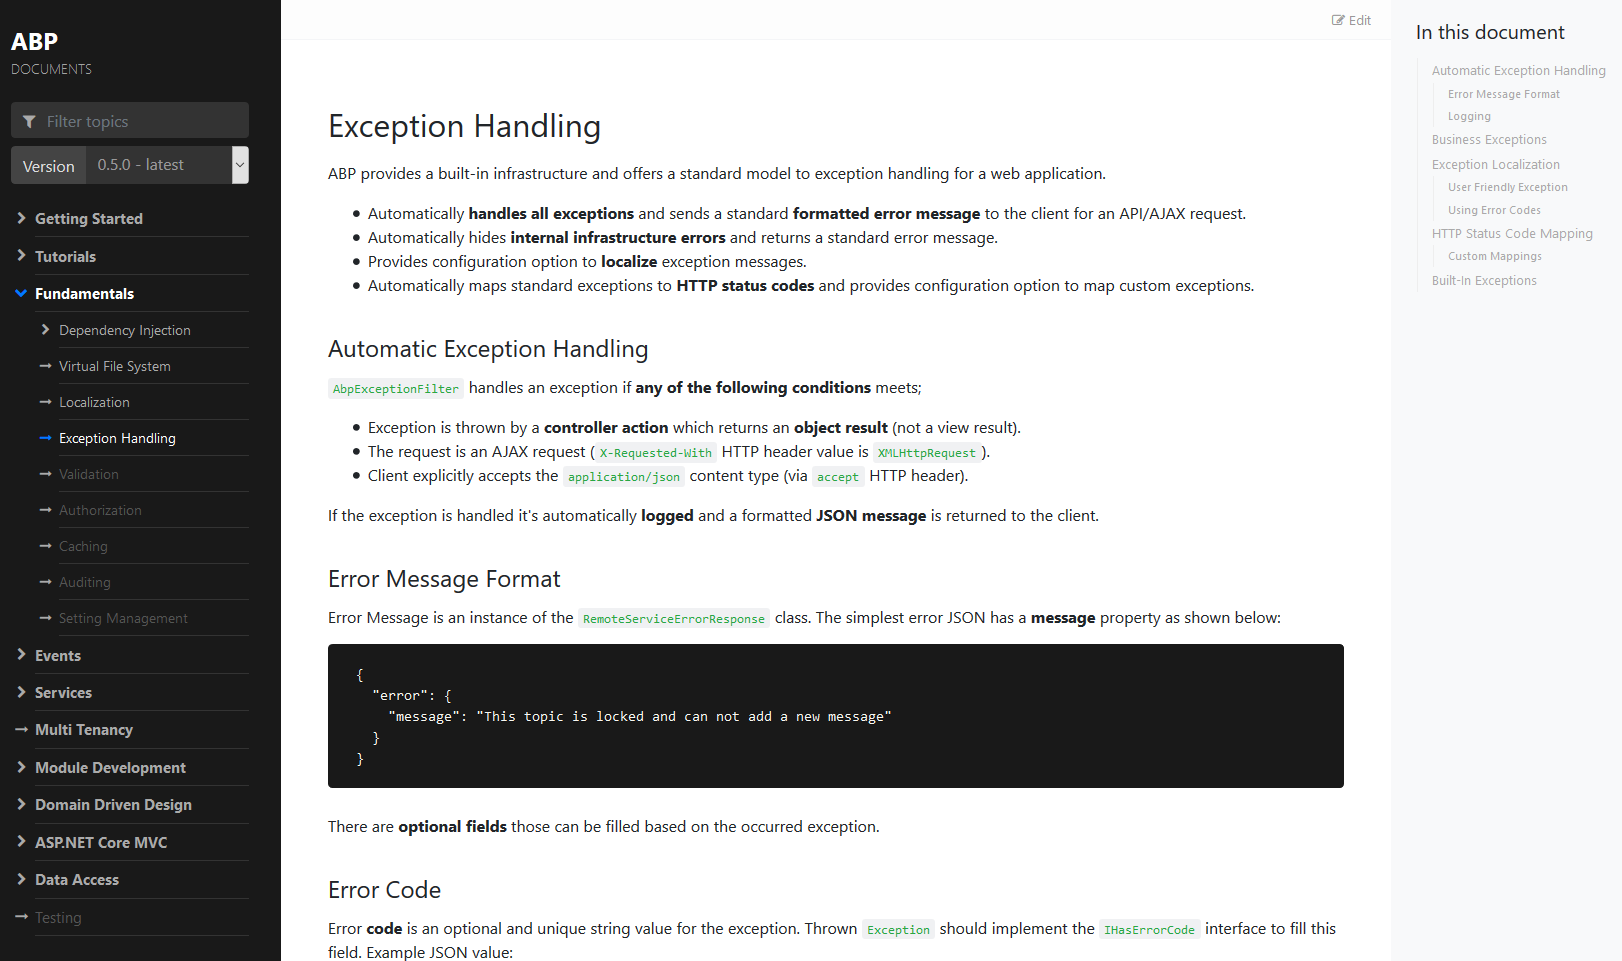 ABP
DOCUMENTS
Filter topics
Version 0.5.0 - latest
Getting Started
Tutorials
Fundamentals
Dependency Injection
Virtual File System
Localization
Exception Handling
Validation
Authorization
Caching
Auditing
Setting Management
Events
Services
Multi Tenancy
Module Development
Domain Driven Design
ASP.NET Core MVC
Data Access
Testing
Edit
Exception Handling
ABP provides a built-in infrastructure and offers a standard model to exception handling for a web application.
Automatically handles all exceptions and sends a standard formatted error message to the client for an API/AJAX request.
Automatically hides internal infrastructure errors and returns a standard error message.
Provides configuration option to localize exception messages.
Automatically maps standard exceptions to HTTP status codes and provides configuration option to map custom exceptions.
Automatic Exception Handling
AbpExceptionFilter handles an exception if any of the following conditions meets;
Exception is thrown by a controller action which returns an object result (not a view result).
The request is an AJAX request ( X-Requested-With HTTP header value is XMLHttpRequest ).
Client explicitly accepts the application/json content type (via accept HTTP header).
If the exception is handled it's automatically logged and a formatted JSON message is returned to the client.
Error Message Format
Error Message is an instance of the RemoteServiceErrorResponse class. The simplest error JSON has a message property as shown below:
{
"error": {
"message": "This topic is locked and can not add a new message"
}
}
There are optional fields those can be filled based on the occurred exception.
Error Code
Error code is an optional and unique string value for the exception. Thrown Exception should implement the IHasErrorCode interface to fill this
field. Example JSON value:
In this document
Automatic Exception Handling
Error Message Format
Logging
Business Exceptions
Exception Localization
User Friendly Exception
Using Error Codes
HTTP Status Code Mapping
Custom Mappings
Built-In Exceptions